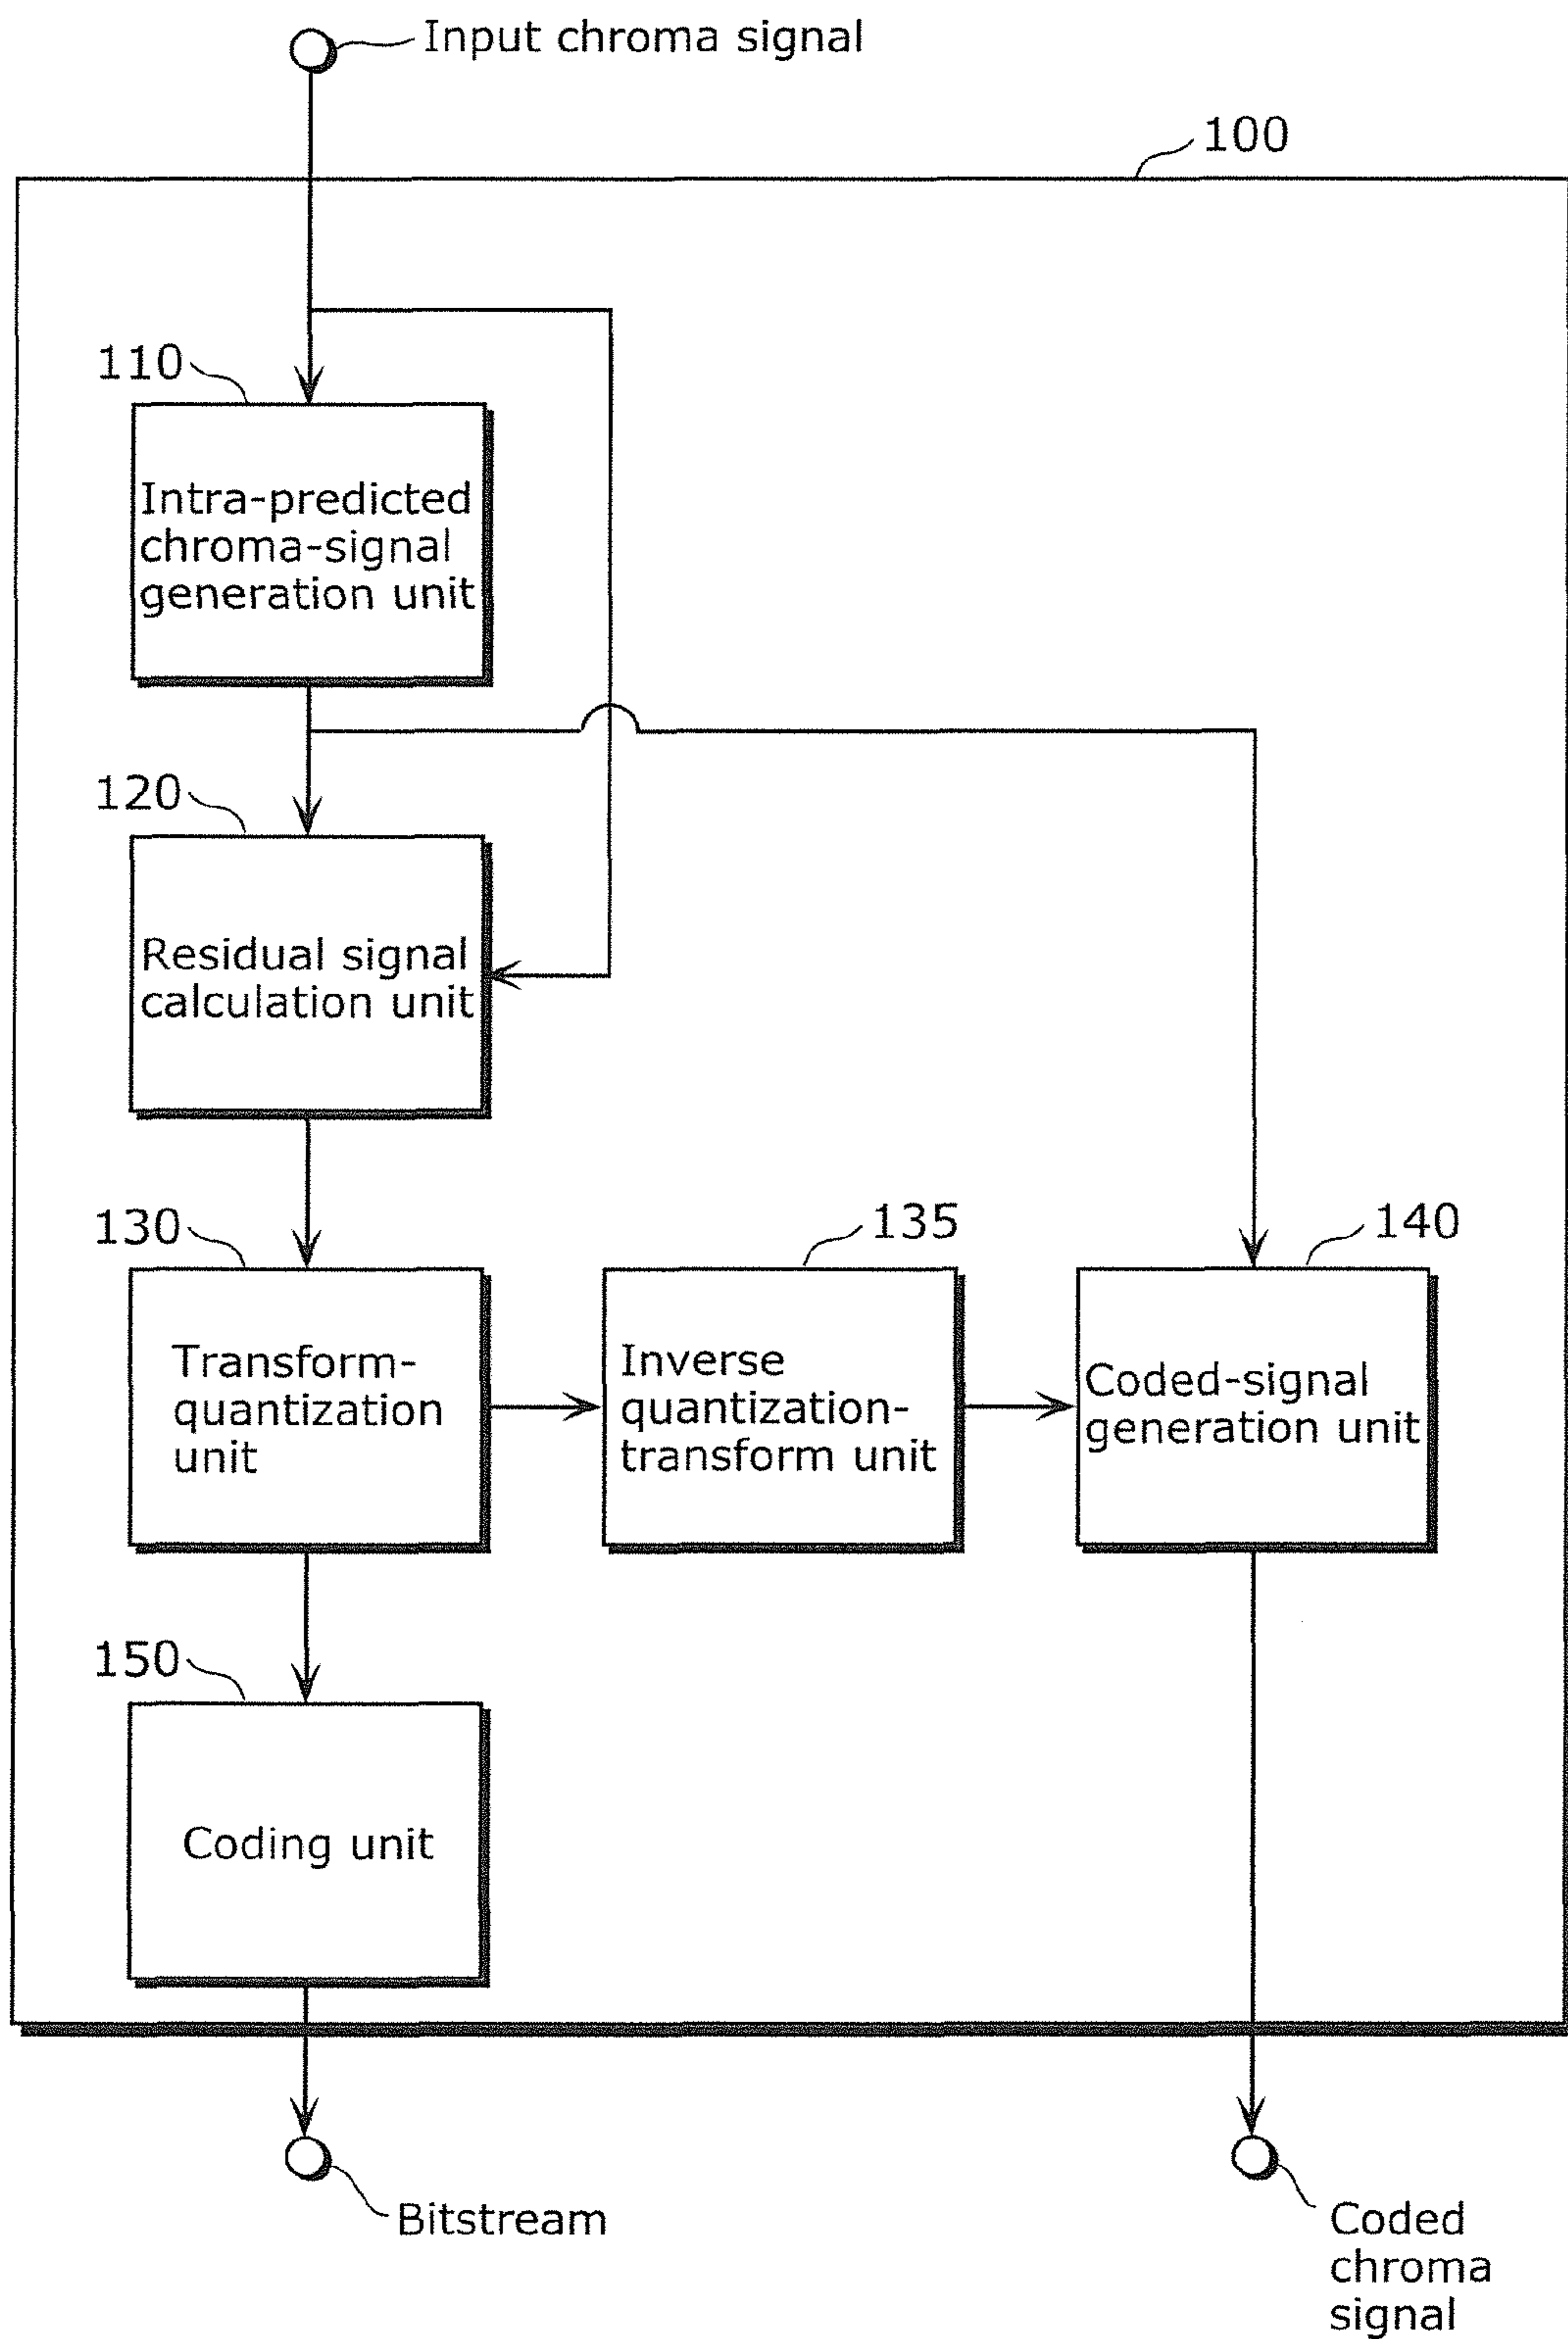 Input chroma signal
100
110
Intra-predicted
chroma-signal
generation unit
120
Residual signal
calculation unit
130
Transform-
quantization
unit
135
Inverse
quantization-
transform unit
140
Coded-signal
generation unit
150
Coding unit
Bitstream
Coded
chroma
signal